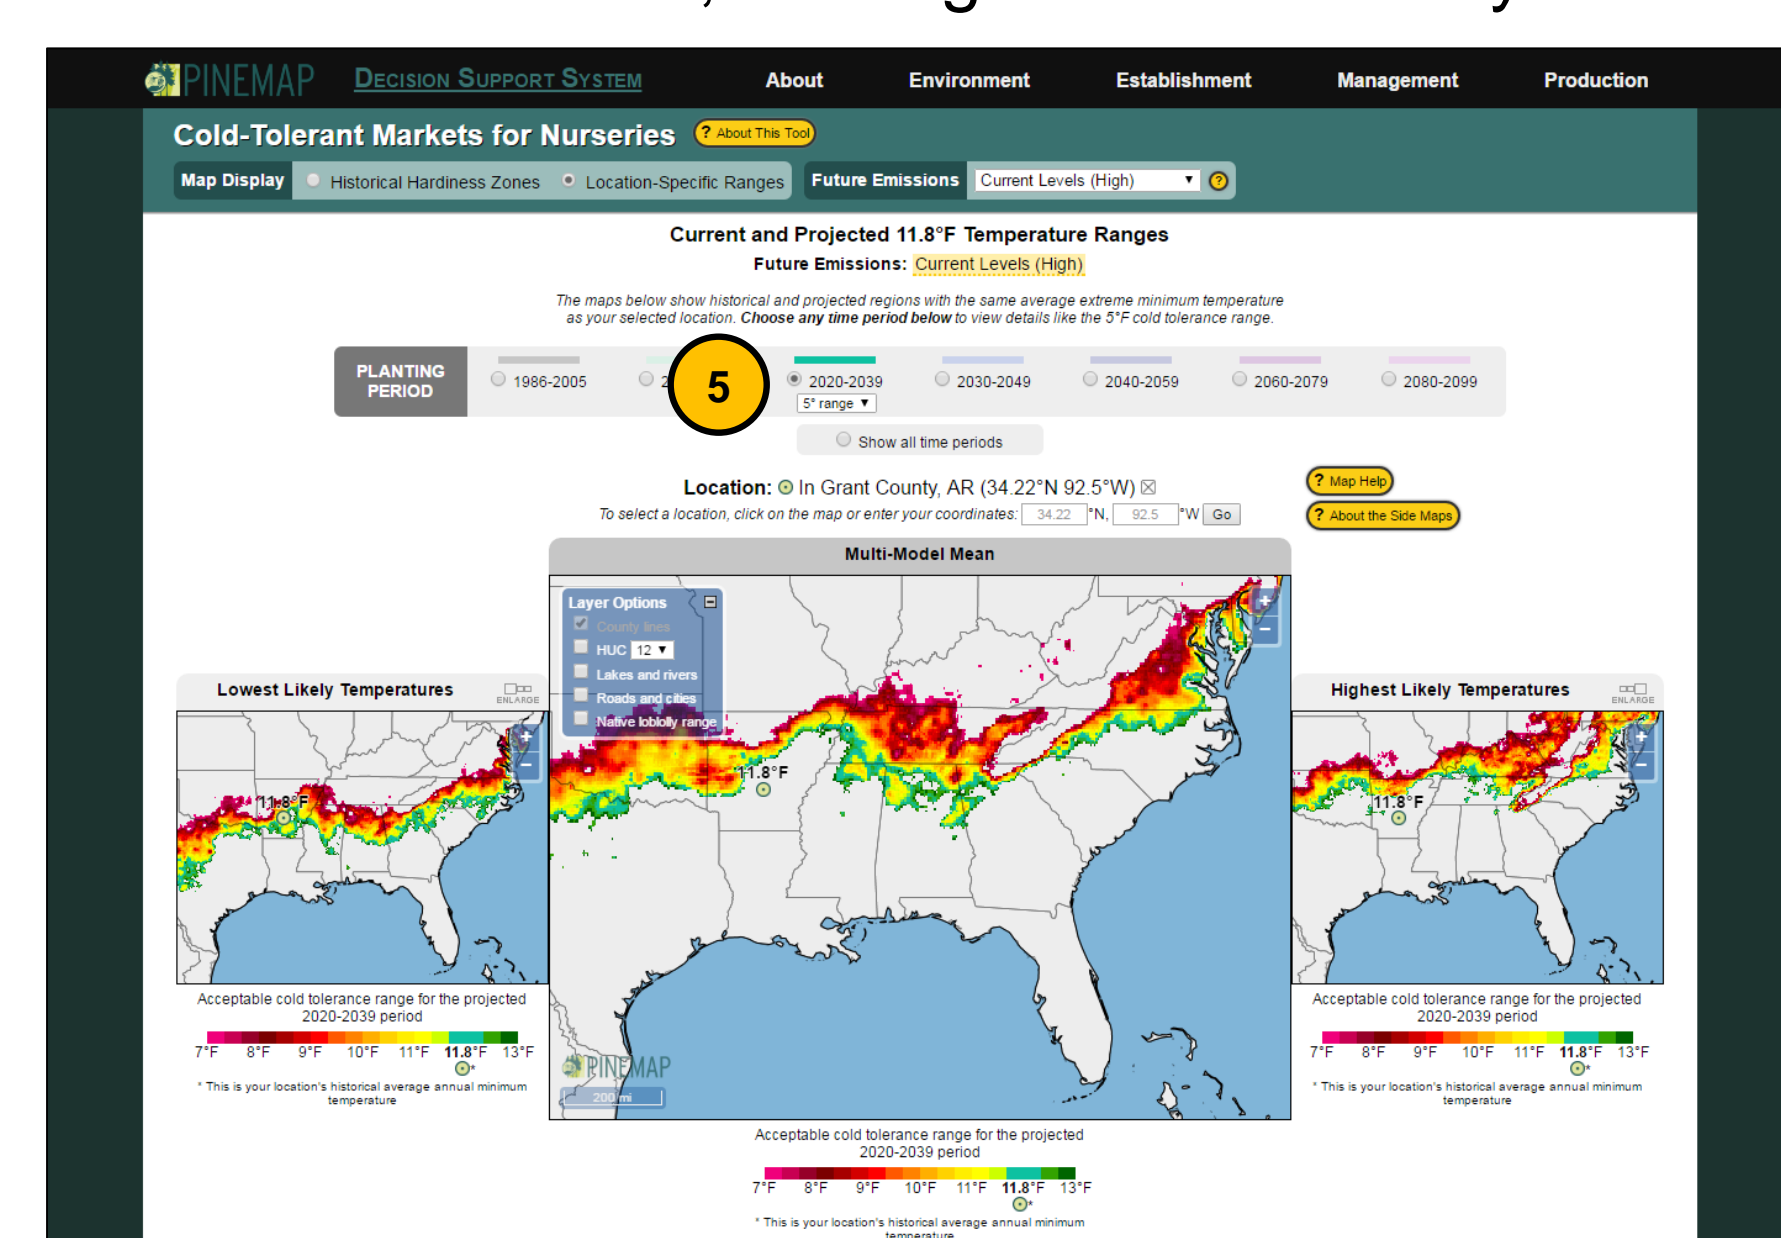 PINEMAP DECISION SUPPORT SYSTEM About Environment Establishment Management Production
Cold-Tolerant Markets for Nurseries ? About This Tool
Map Display Historical Hardiness Zones Location-Specific Ranges Future Emissions Current Levels (High) ?
Current and Projected 11.8°F Temperature Ranges
Future Emissions: Current Levels (High)
The maps below show historical and projected regions with the same average extreme minimum temperature
as your selected location. Choose any time period below to view details like the 5°F cold tolerance range.
PLANTING
PERIOD
1986-2005 2 5 2020-2039 2030-2049 2040-2059 2060-2079 2080-2099
5° range
Show all time periods
Location: In Grant County, AR (34.22°N 92.5°W)
To select a location, click on the map or enter your coordinates: 34.22 °N, 92.5 °W Go
? Map Help
? About the Side Maps
Multi-Model Mean
Layer Options
County lines
HUC 12
Lakes and rivers
Roads and cities
Native loblolly range
+
−
11.8°F
PINEMAP
200 mi
Lowest Likely Temperatures ENLARGE
+
−
11.8°F
Highest Likely Temperatures ENLARGE
+
−
11.8°F
Acceptable cold tolerance range for the projected
2020-2039 period
7°F 8°F 9°F 10°F 11°F 11.8°F 13°F
*
* This is your location's historical average annual minimum
temperature
Acceptable cold tolerance range for the projected
2020-2039 period
7°F 8°F 9°F 10°F 11°F 11.8°F 13°F
*
* This is your location's historical average annual minimum
temperature
Acceptable cold tolerance range for the projected
2020-2039 period
7°F 8°F 9°F 10°F 11°F 11.8°F 13°F
*
* This is your location's historical average annual minimum
temperature